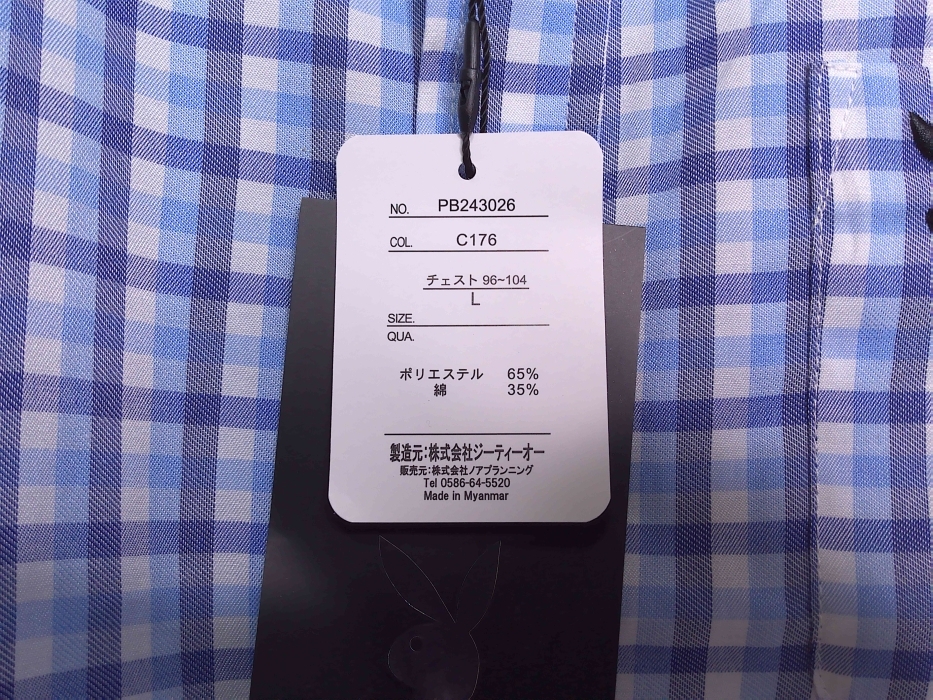 NO. PB243026
COL. C176
チェスト 96~104
L
SIZE.
QUA.
ポリエステル 65%
綿 35%
製造元:株式会社ジーティーオー
販売元:株式会社ノアプランニング
Tel 0586-64-5520
Made in Myanmar